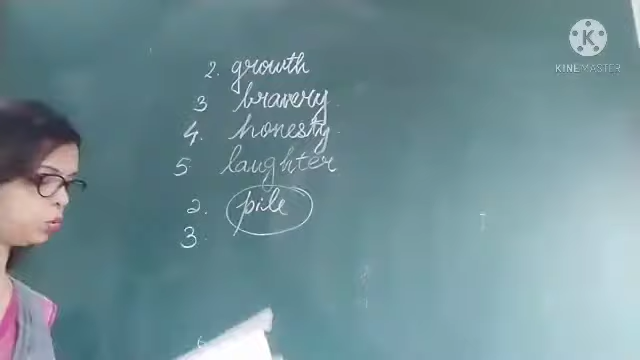 2. growth
3 bravery.
4. honesty.
5 laughter
2. pile
3.
K
KINEMASTER